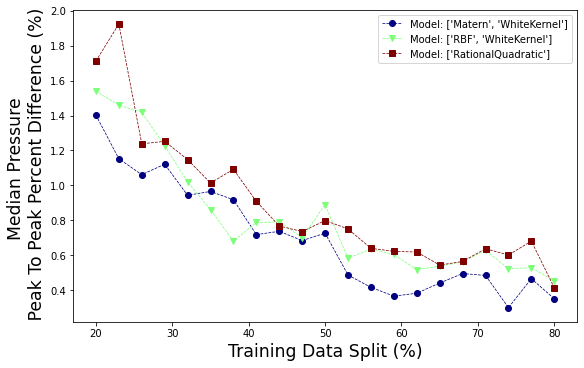 Median Pressure
Peak To Peak Percent Difference (%)
2.0
1.8
1.6
1.4
1.2
1.0
0.8
0.6
0.4
Model: ['Matern', 'WhiteKernel']
Model: ['RBF', 'WhiteKernel']
Model: ['RationalQuadratic']
20 30 40 50 60 70 80
Training Data Split (%)